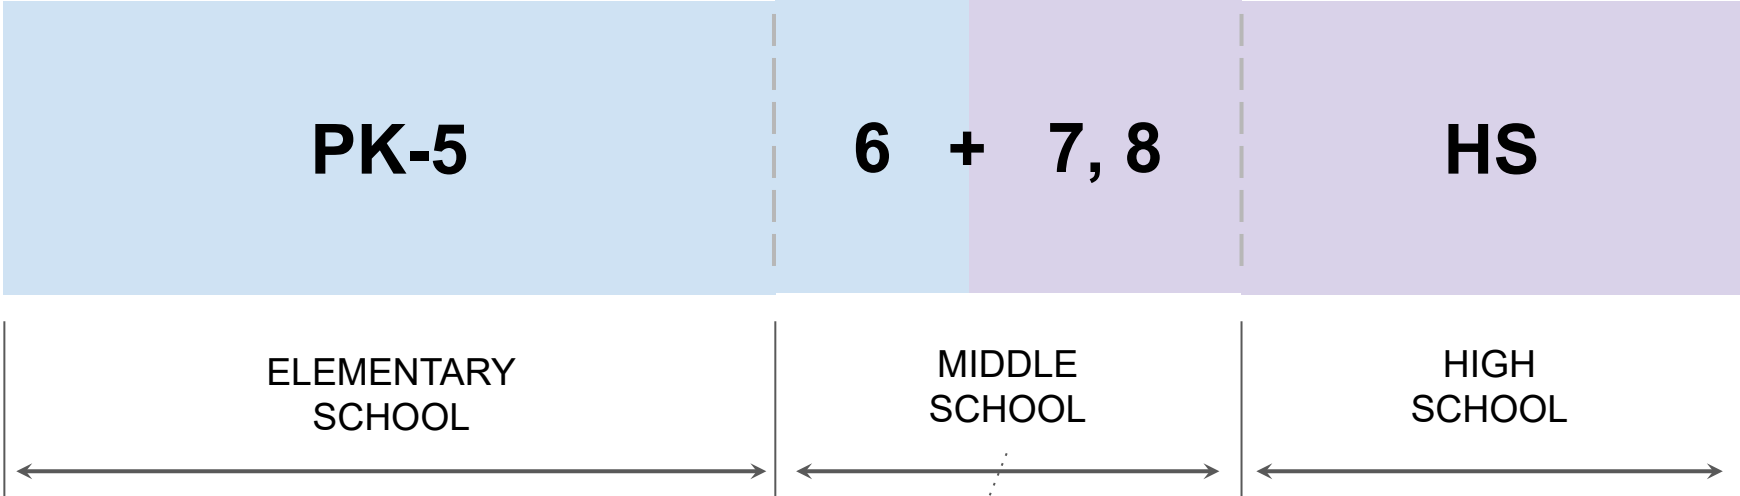 PK-5
6 + 7, 8
HS
ELEMENTARY
SCHOOL
MIDDLE
SCHOOL
HIGH
SCHOOL